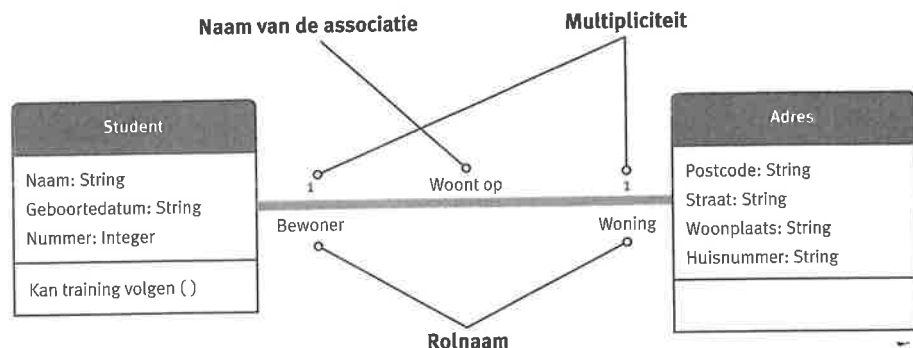 Naam van de associatie
Multipliciteit
Student
Naam: String
Geboortedatum: String
Nummer: Integer
Kan training volgen ( )
1
Woont op
1
Bewoner
Woning
Adres
Postcode: String
Straat: String
Woonplaats: String
Huisnummer: String
Rolnaam